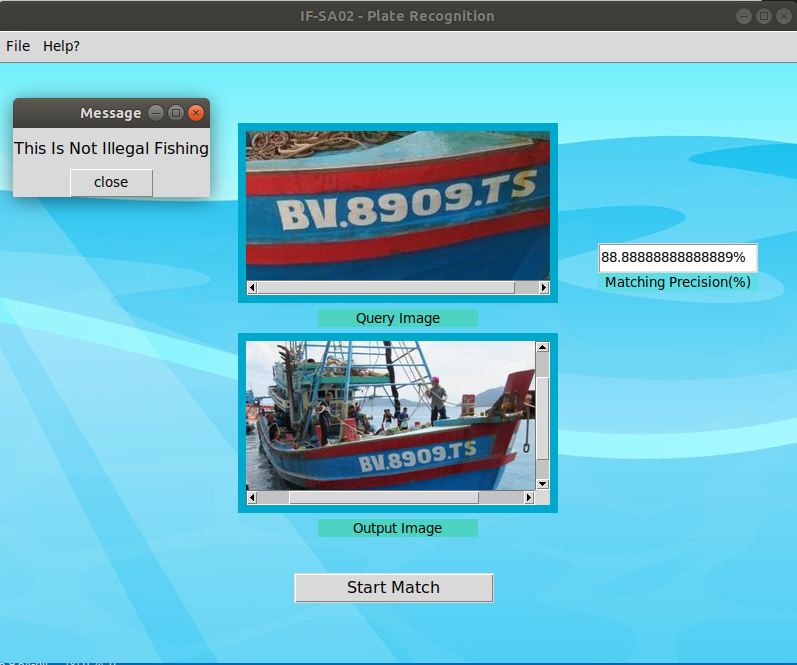 IF-SA02 - Plate Recognition
File Help?
Message
This Is Not Illegal Fishing
close
BV.8909.TS
88.88888888888889%
Matching Precision(%)
Query Image
BV.8909.TS
Output Image
Start Match